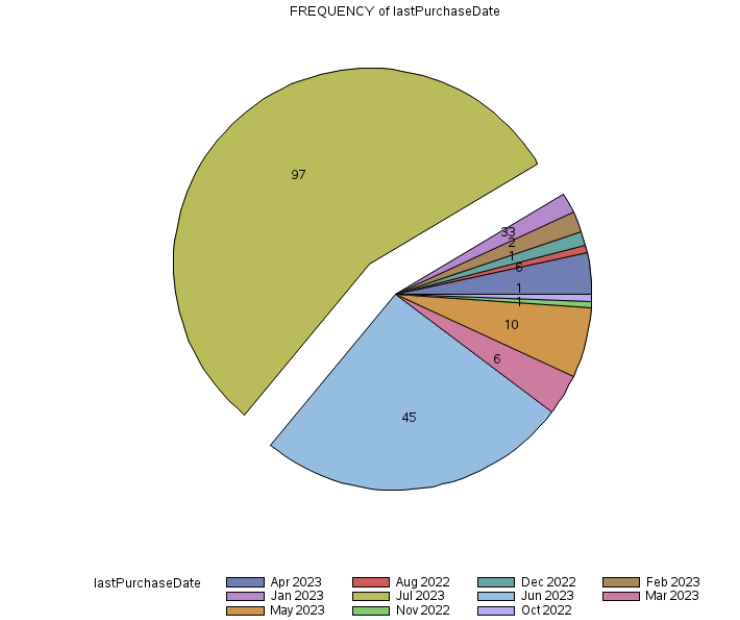 FREQUENCY of lastPurchaseDate
97
33
2
1
6
1
1
10
6
45
lastPurchaseDate
Apr 2023 Aug 2022 Dec 2022 Feb 2023
Jan 2023 Jul 2023 Jun 2023 Mar 2023
May 2023 Nov 2022 Oct 2022